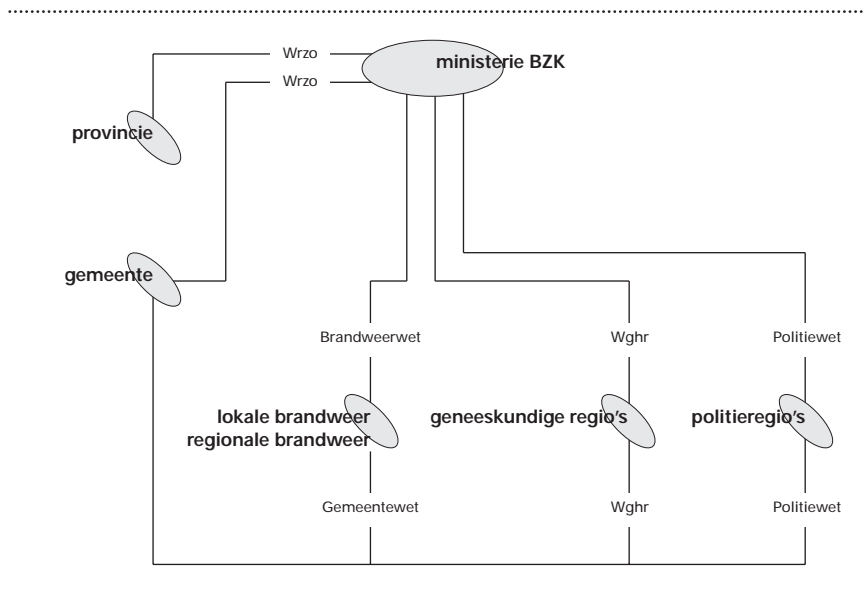 Wrzo
ministerie BZK
Wrzo
provincie
gemeente
Brandweerwet
Wghr
Politiewet
lokale brandweer
regionale brandweer
geneeskundige regio's
politieregio's
Gemeentewet
Wghr
Politiewet